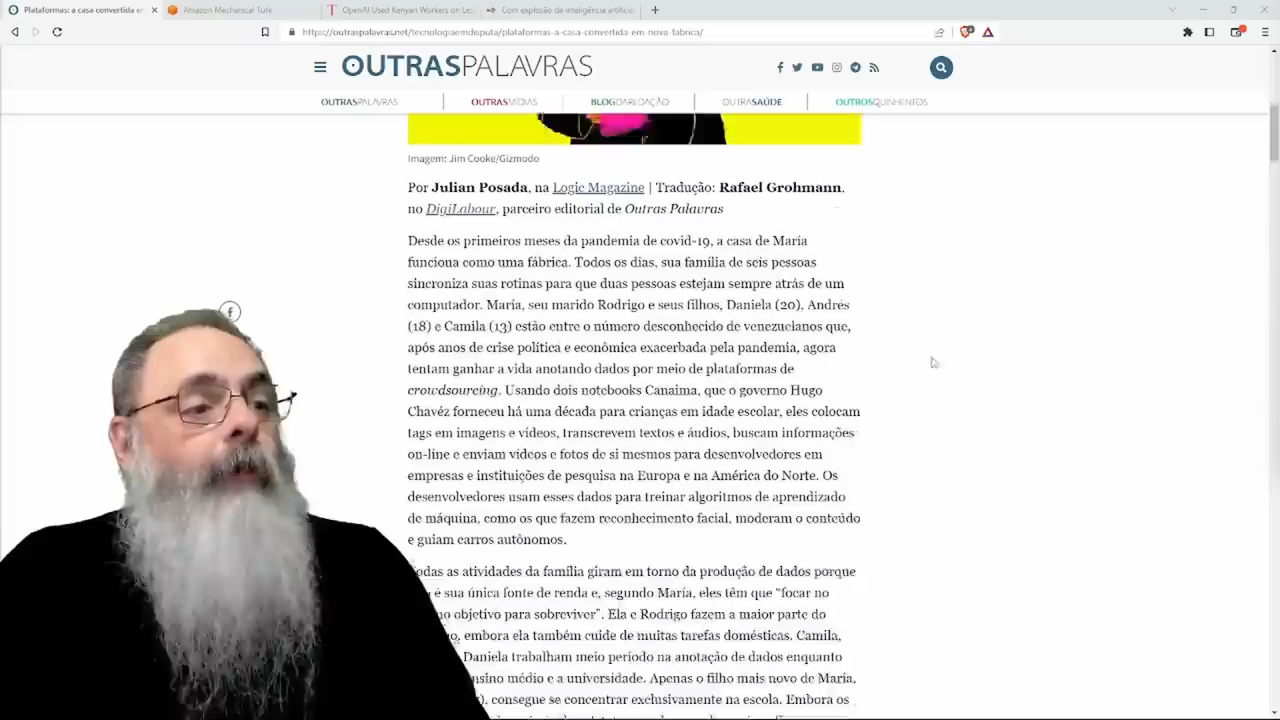 Plataformas: a casa convertida em
Amazon Mechanical Turk
OpenAI Used Kenyan Workers on Les
Com explosão da inteligência artificia
https://outraspalavras.net/tecnologiaemdisputa/plataformas-a-casa-convertida-em-nova-fabrica/
OUTRASPALAVRAS
OUTRASPALAVRAS
OUTRASMÍDIAS
BLOGDAREDAÇÃO
OUTRASAÚDE
OUTROSQUINHENTOS
Imagem: Jim Cooke/Gizmodo
Por Julian Posada, na Logic Magazine | Tradução: Rafael Grohmann,
no DigiLabour, parceiro editorial de Outras Palavras
Desde os primeiros meses da pandemia de covid-19, a casa de María
funciona como uma fábrica. Todos os dias, sua família de seis pessoas
sincroniza suas rotinas para que duas pessoas estejam sempre atrás de um
computador. María, seu marido Rodrigo e seus filhos, Daniela (20), Andrés
(18) e Camila (13) estão entre o número desconhecido de venezuelanos que,
após anos de crise política e econômica exacerbada pela pandemia, agora
tentam ganhar a vida anotando dados por meio de plataformas de
crowdsourcing. Usando dois notebooks Canaima, que o governo Hugo
Chavéz forneceu há uma década para crianças em idade escolar, eles colocam
tags em imagens e vídeos, transcrevem textos e áudios, buscam informações
on-line e enviam vídeos e fotos de si mesmos para desenvolvedores em
empresas e instituições de pesquisa na Europa e na América do Norte. Os
desenvolvedores usam esses dados para treinar algoritmos de aprendizado
de máquina, como os que fazem reconhecimento facial, moderam o conteúdo
e guiam carros autônomos.
odas as atividades da família giram em torno da produção de dados porque
é sua única fonte de renda e, segundo María, eles têm que “focar no
no objetivo para sobreviver”. Ela e Rodrigo fazem a maior parte do
embora ela também cuide de muitas tarefas domésticas. Camila,
Daniela trabalham meio período na anotação de dados enquanto
nsino médio e a universidade. Apenas o filho mais novo de María,
), consegue se concentrar exclusivamente na escola. Embora os